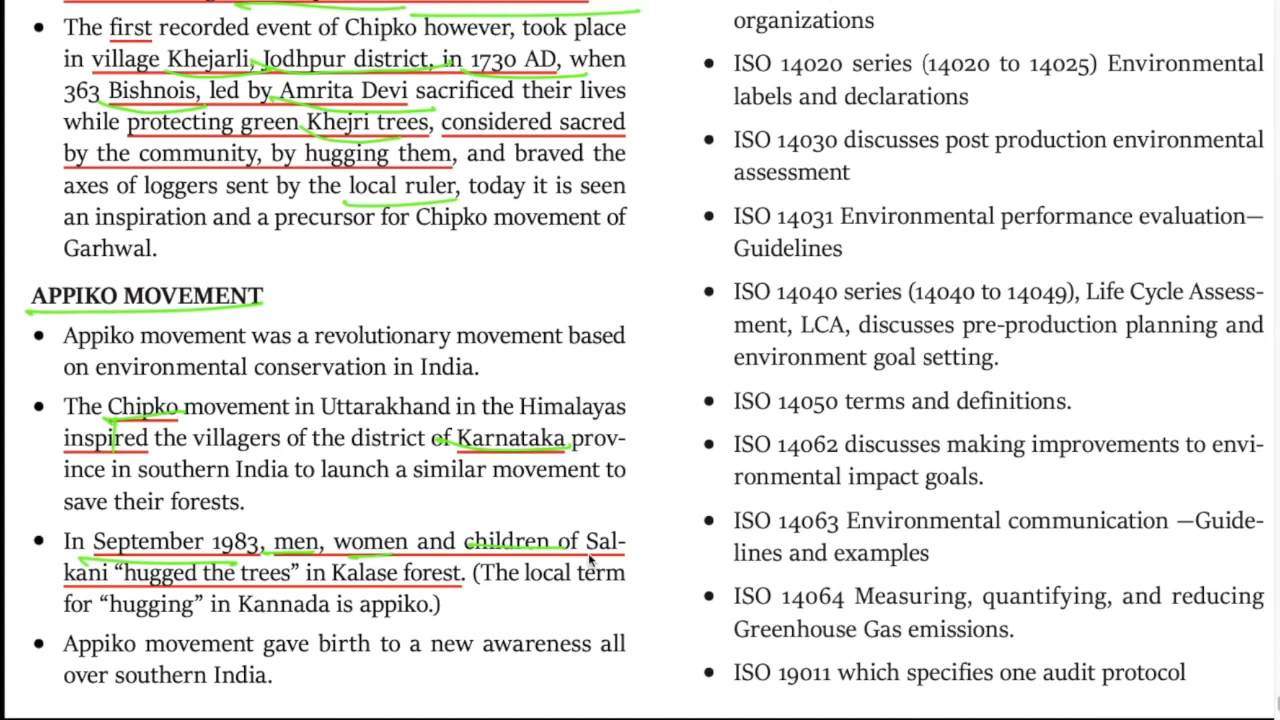 • The first recorded event of Chipko however, took place
in village Khejarli, Jodhpur district, in 1730 AD, when
363 Bishnois, led by Amrita Devi sacrificed their lives
while protecting green Khejri trees, considered sacred
by the community, by hugging them, and braved the
axes of loggers sent by the local ruler, today it is seen
an inspiration and a precursor for Chipko movement of
Garhwal.
APPIKO MOVEMENT
• Appiko movement was a revolutionary movement based
on environmental conservation in India.
• The Chipko movement in Uttarakhand in the Himalayas
inspired the villagers of the district of Karnataka prov-
ince in southern India to launch a similar movement to
save their forests.
• In September 1983, men, women and children of Sal-
kani “hugged the trees” in Kalase forest. (The local term
for “hugging” in Kannada is appiko.)
• Appiko movement gave birth to a new awareness all
over southern India.
organizations
• ISO 14020 series (14020 to 14025) Environmental
labels and declarations
• ISO 14030 discusses post production environmental
assessment
• ISO 14031 Environmental performance evaluation—
Guidelines
• ISO 14040 series (14040 to 14049), Life Cycle Assess-
ment, LCA, discusses pre-production planning and
environment goal setting.
• ISO 14050 terms and definitions.
• ISO 14062 discusses making improvements to envi-
ronmental impact goals.
• ISO 14063 Environmental communication —Guide-
lines and examples
• ISO 14064 Measuring, quantifying, and reducing
Greenhouse Gas emissions.
• ISO 19011 which specifies one audit protocol